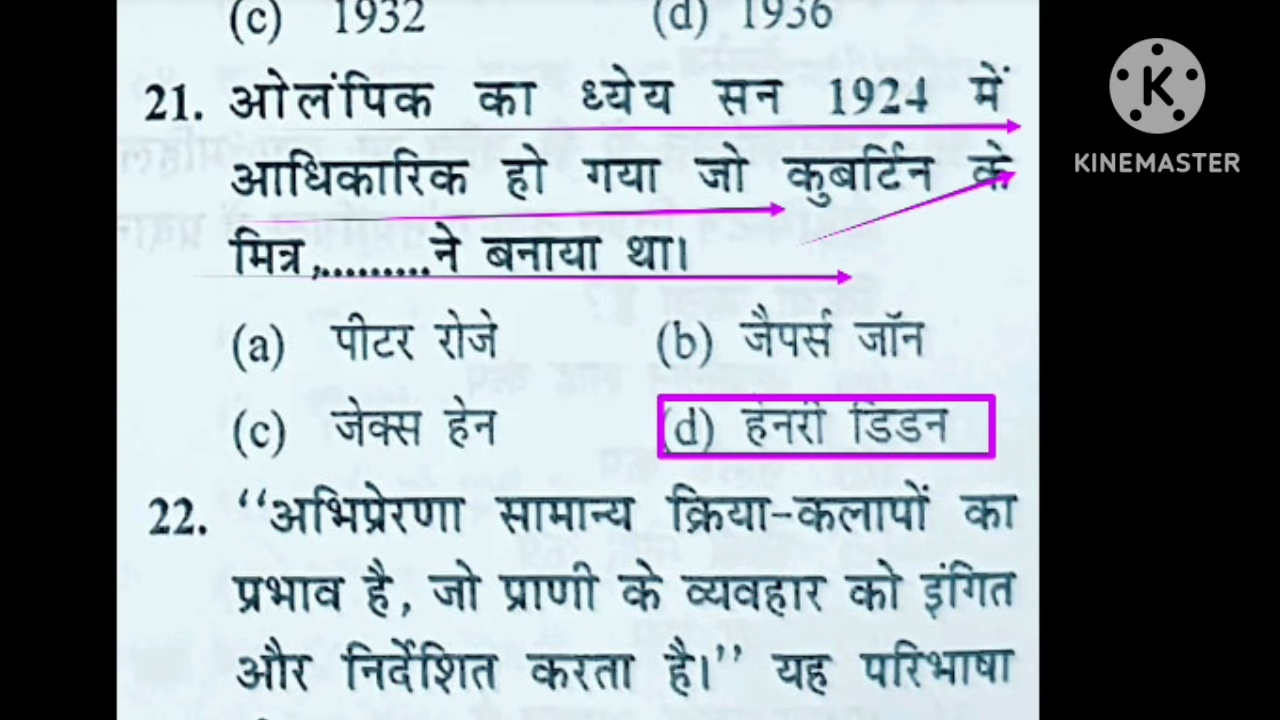 (c) 1932 (d) 1936
21. ओलंपिक का ध्येय सन 1924 में
आधिकारिक हो गया जो कुबर्टिन के
मित्र,.........ने बनाया था।
(a) पीटर रोजे (b) जैपर्स जॉन
(c) जेक्स हेन (d) हेनरी डिडन
22. ‘‘अभिप्रेरणा सामान्य क्रिया-कलापों का
प्रभाव है, जो प्राणी के व्यवहार को इंगित
और निर्देशित करता है।’’ यह परिभाषा
K
KINEMASTER